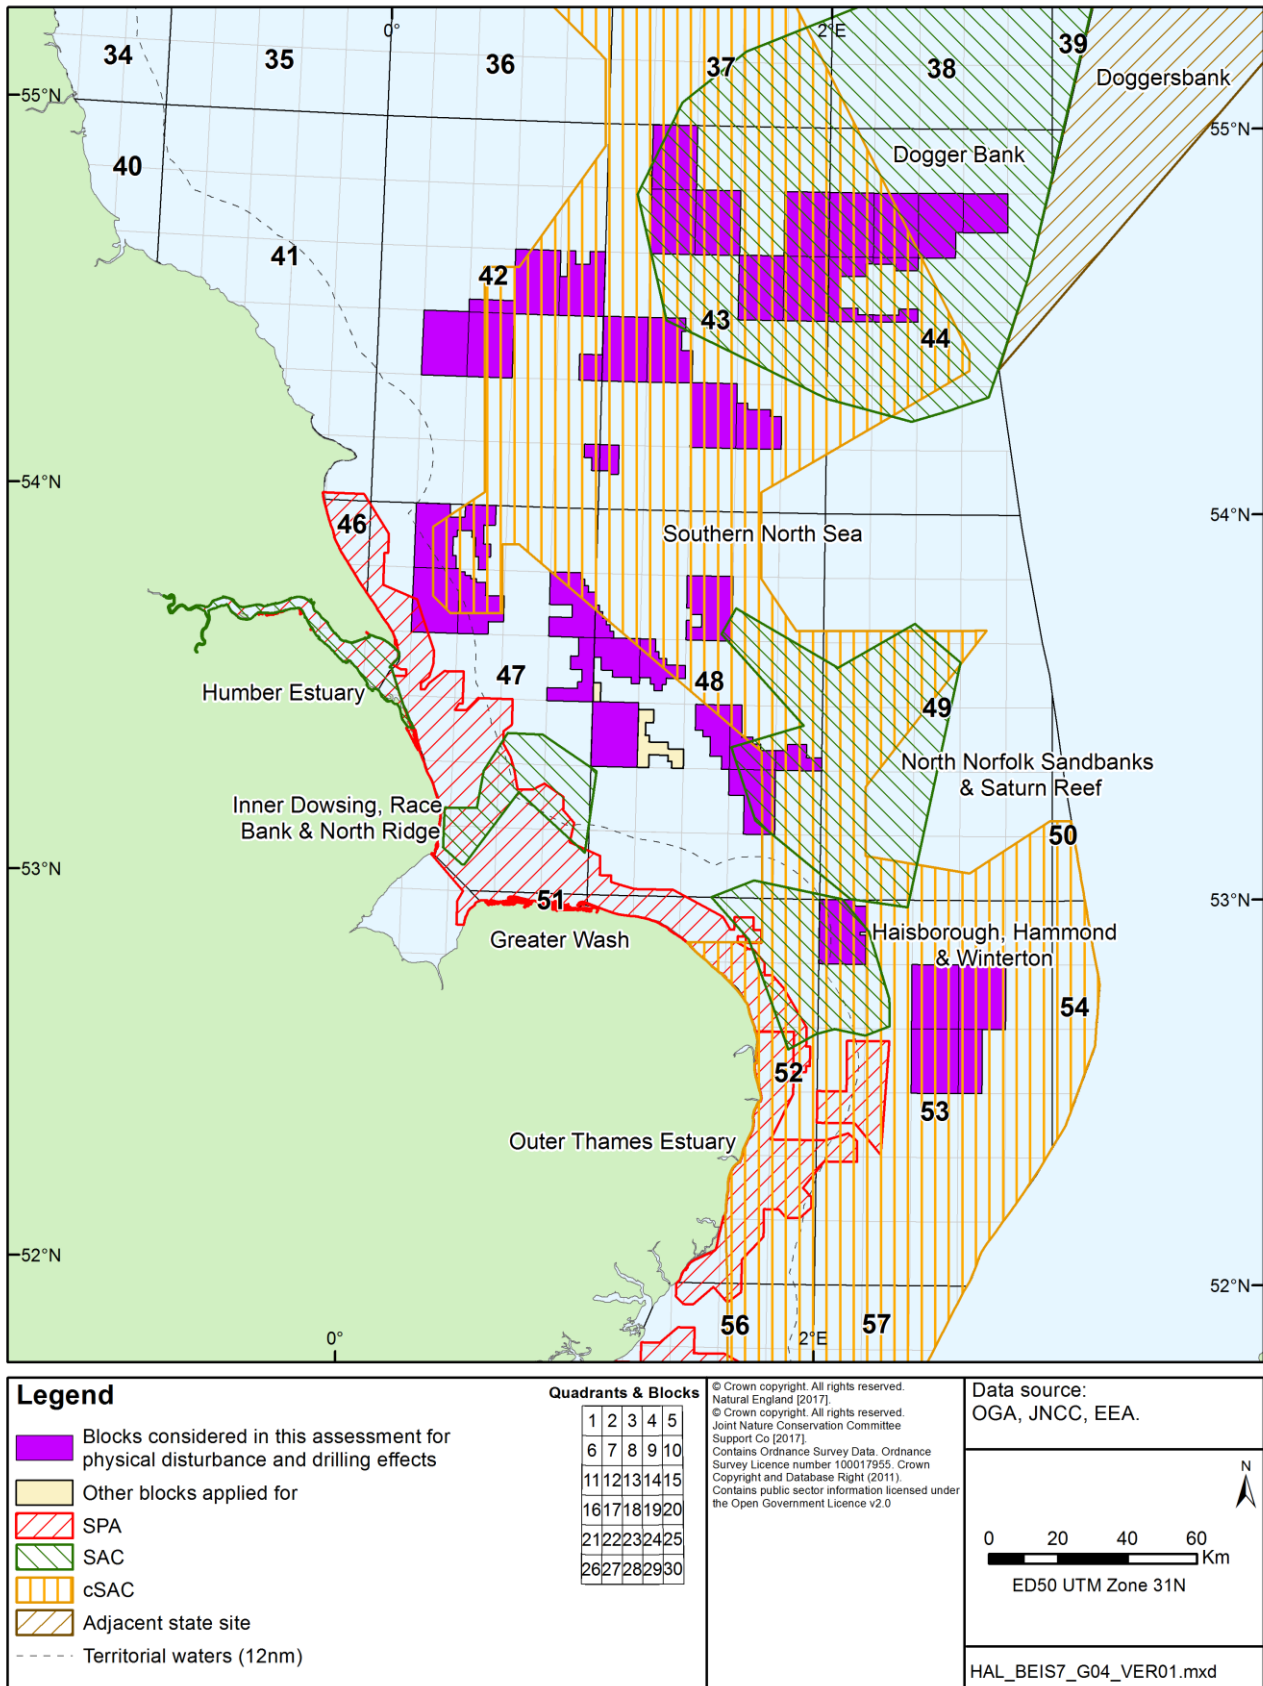 0°
2°E
34
35
36
37
38
39
Doggersbank
55°N
55°N
Dogger Bank
40
41
42
43
44
54°N
54°N
46
Southern North Sea
Humber Estuary
47
48
49
North Norfolk Sandbanks
& Saturn Reef
Inner Dowsing, Race
Bank & North Ridge
50
53°N
53°N
51
Greater Wash
Haisborough, Hammond
& Winterton
54
52
53
Outer Thames Estuary
52°N
52°N
56
57
0°
2°E
Legend
Blocks considered in this assessment for
physical disturbance and drilling effects
Other blocks applied for
SPA
SAC
cSAC
Adjacent state site
Territorial waters (12nm)
Quadrants & Blocks
1 2 3 4 5
6 7 8 9 10
11 12 13 14 15
16 17 18 19 20
21 22 23 24 25
26 27 28 29 30
© Crown copyright. All rights reserved.
Natural England [2017].
© Crown copyright. All rights reserved.
Joint Nature Conservation Committee
Support Co [2017].
Contains Ordnance Survey Data. Ordnance
Survey Licence number 100017955. Crown
Copyright and Database Right (2011).
Contains public sector information licensed under
the Open Government Licence v2.0
Data source:
OGA, JNCC, EEA.
N
0 20 40 60
Km
ED50 UTM Zone 31N
HAL_BEIS7_G04_VER01.mxd